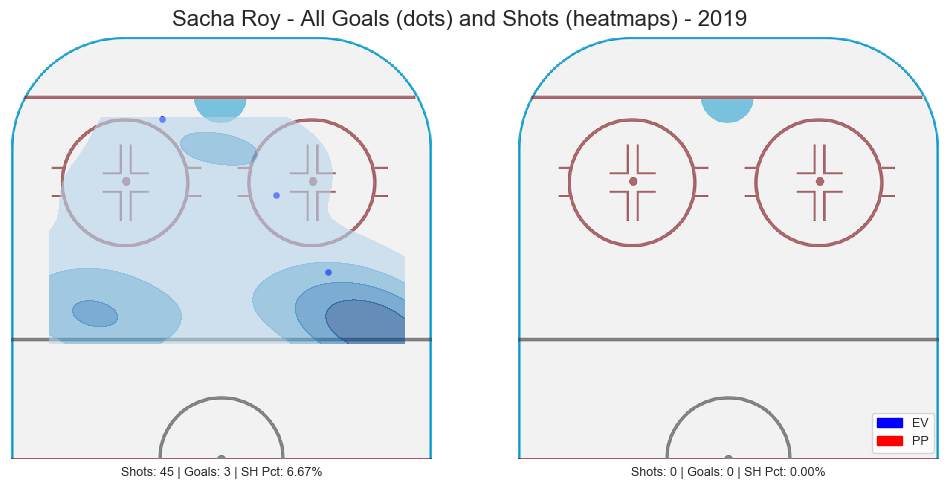 Sacha Roy - All Goals (dots) and Shots (heatmaps) - 2019
EV
PP
Shots: 45 | Goals: 3 | SH Pct: 6.67%
Shots: 0 | Goals: 0 | SH Pct: 0.00%